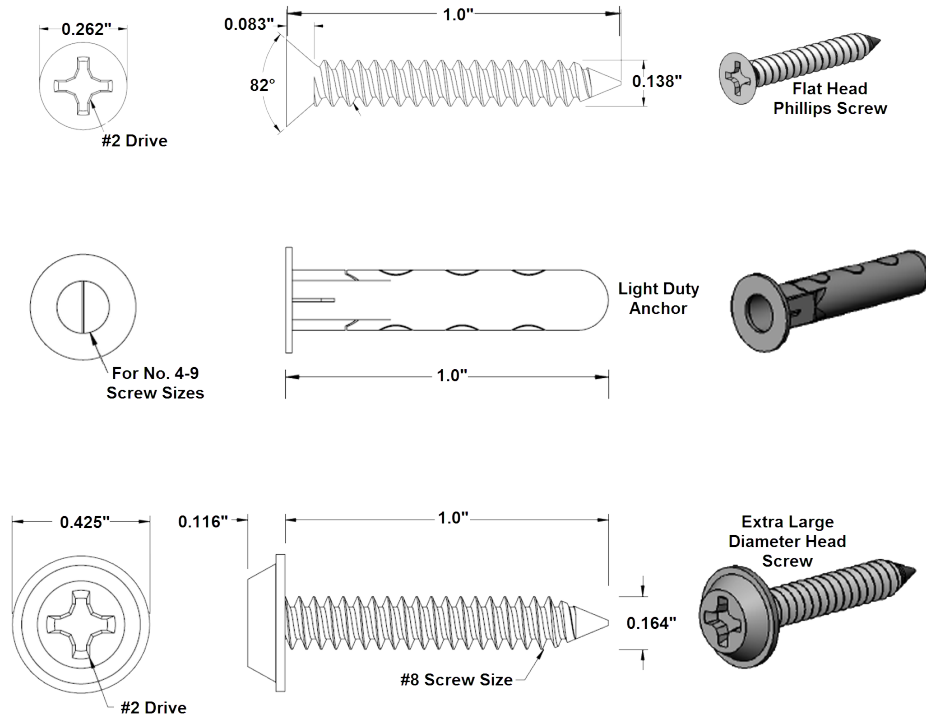 0.262"
#2 Drive
1.0"
0.083"
82°
0.138"
Flat Head
Phillips Screw
For No. 4-9
Screw Sizes
Light Duty
Anchor
1.0"
0.425"
#2 Drive
0.116"
1.0"
0.164"
#8 Screw Size
Extra Large
Diameter Head
Screw